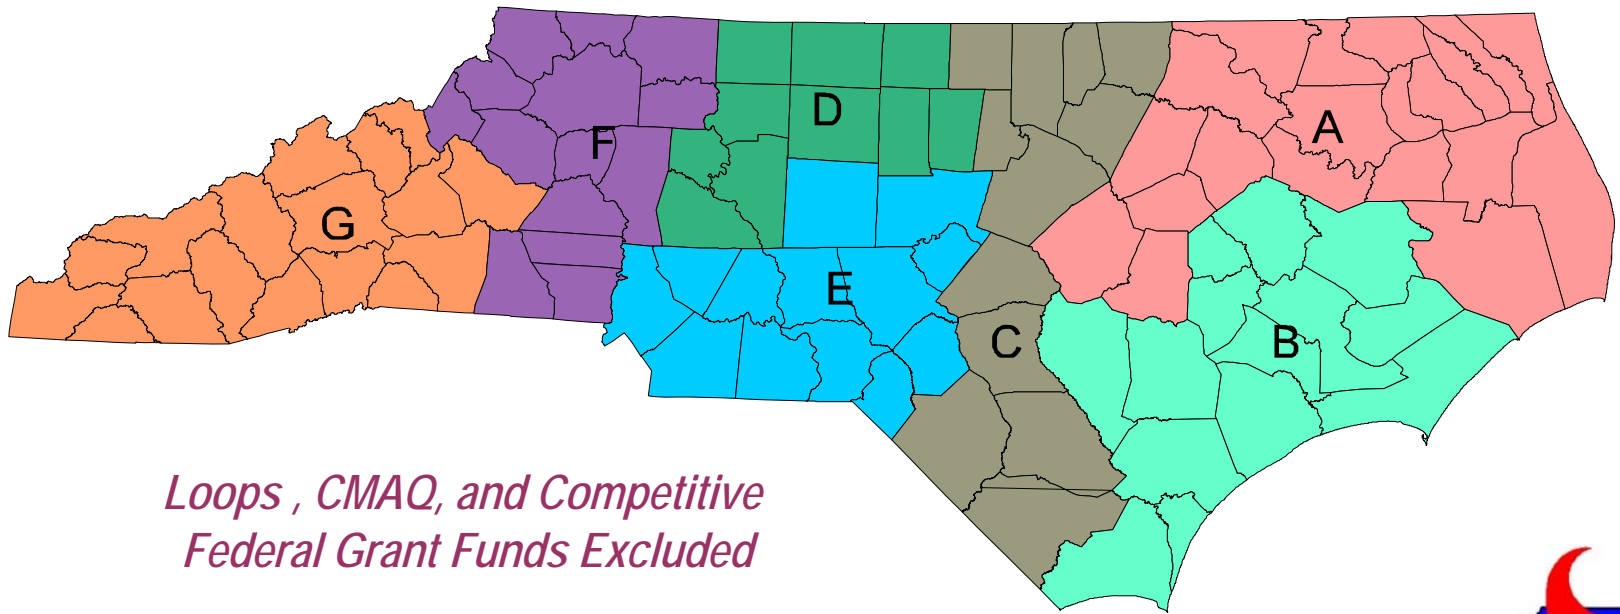 A
D
F
G
E
C
B
Loops , CMAQ, and Competitive
Federal Grant Funds Excluded